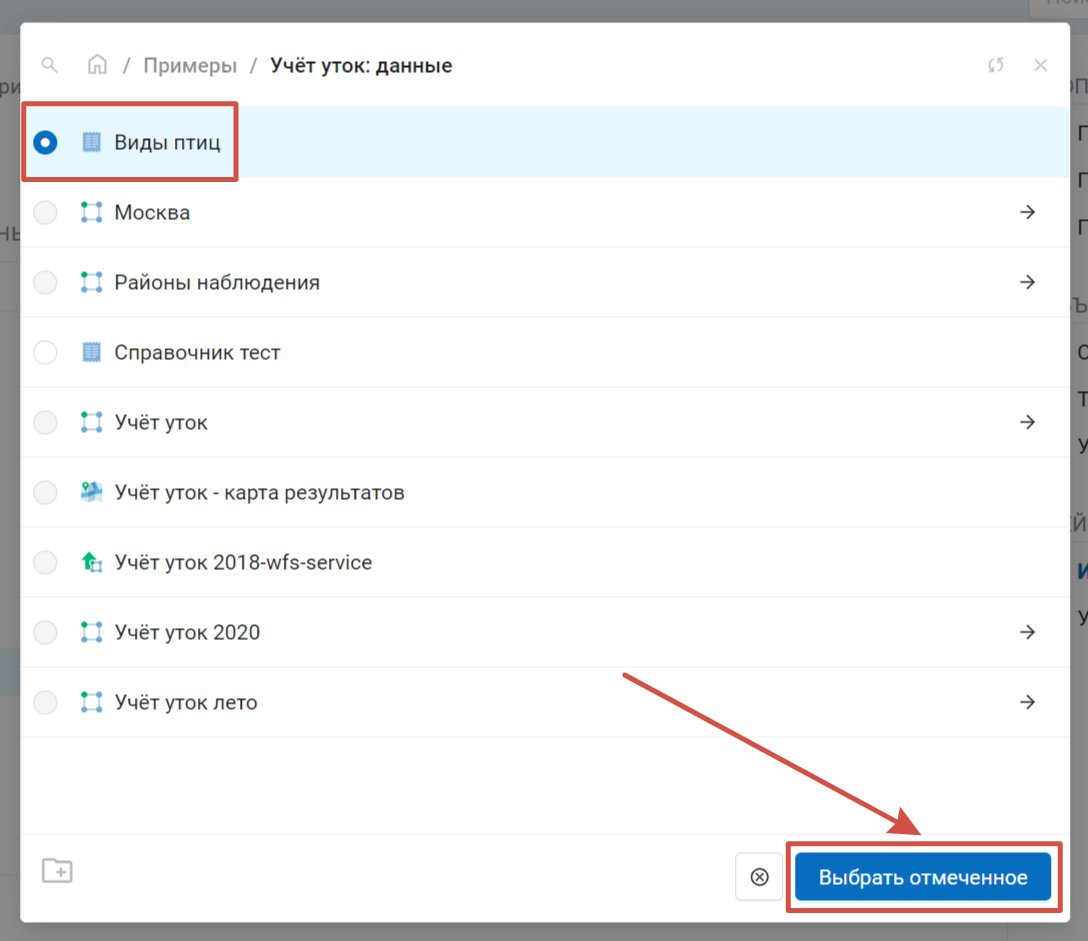 / Примеры / Учёт уток: данные
Виды птиц
Москва
Районы наблюдения
Справочник тест
Учёт уток
Учёт уток - карта результатов
Учёт уток 2018-wfs-service
Учёт уток 2020
Учёт уток лето
Выбрать отмеченное